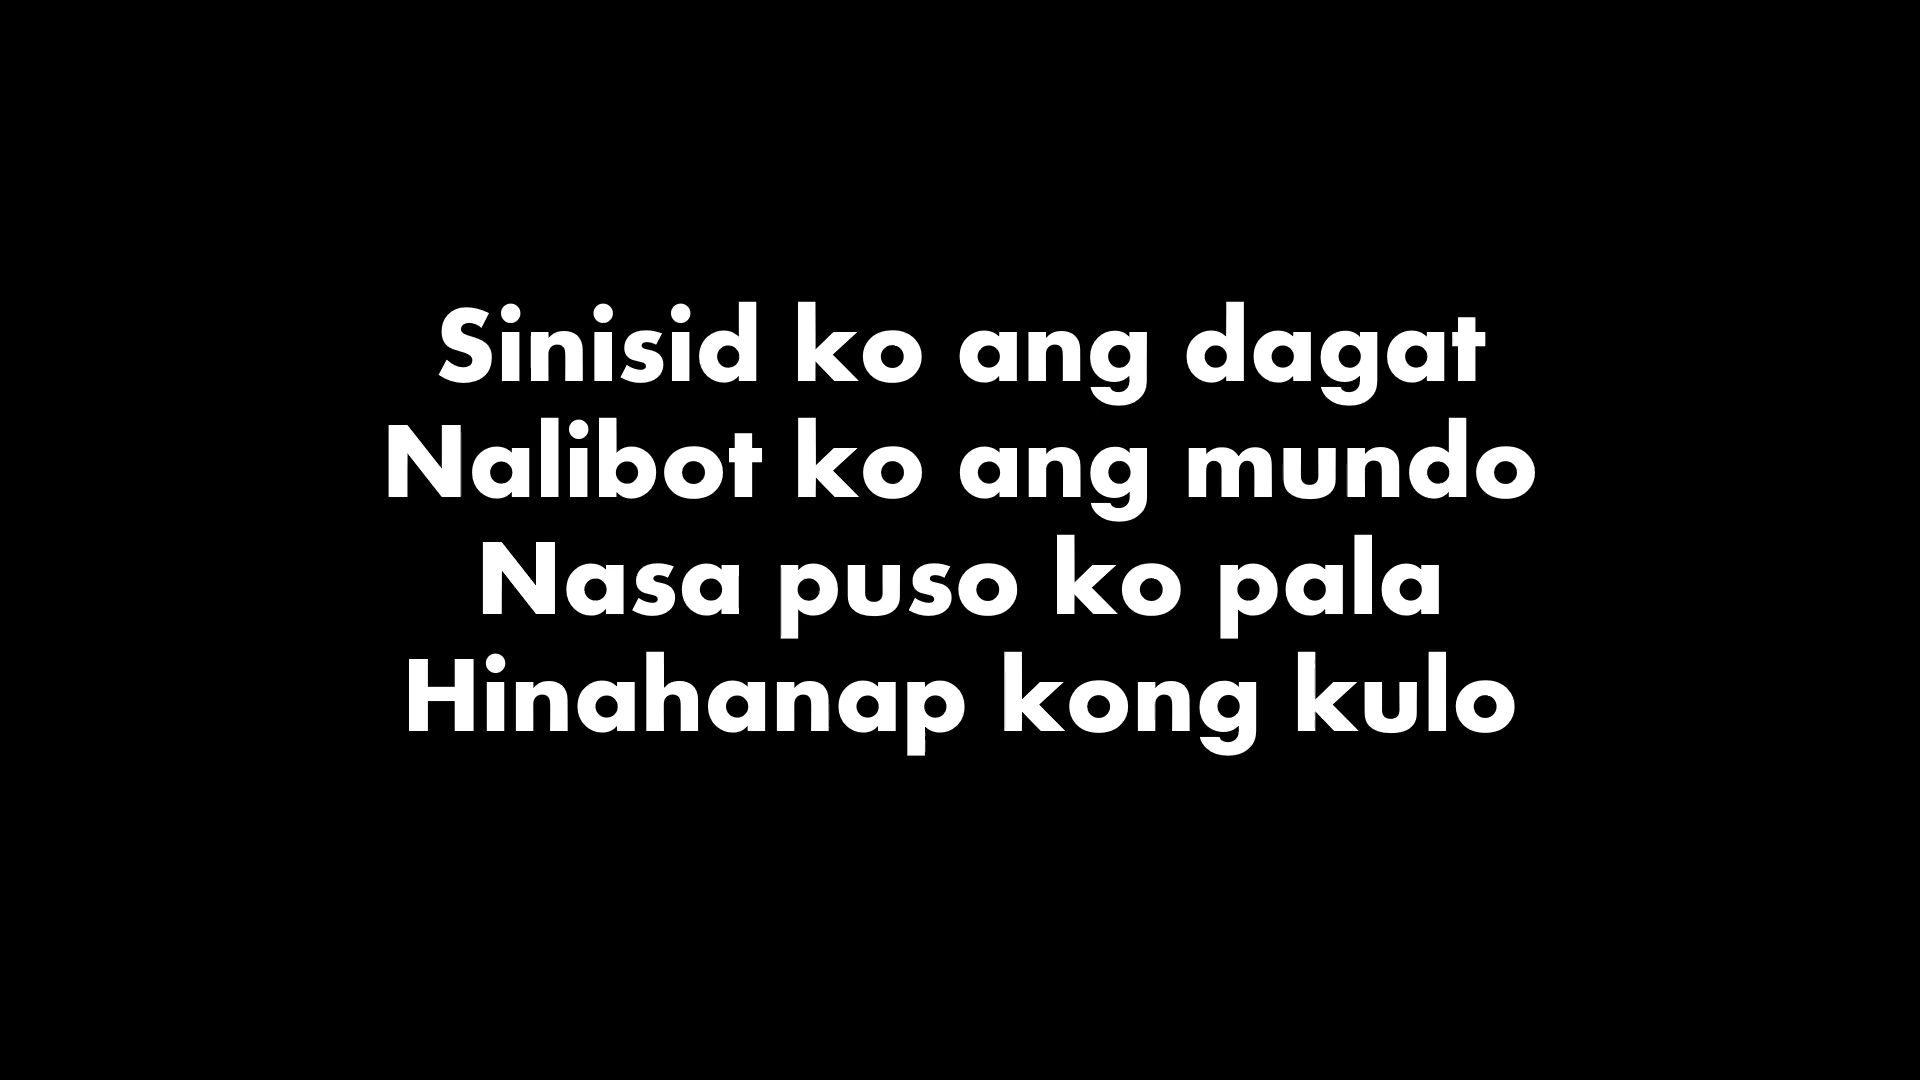 Sinisid ko ang dagat
Nalibot ko ang mundo
Nasa puso ko pala
Hinahanap kong kulo